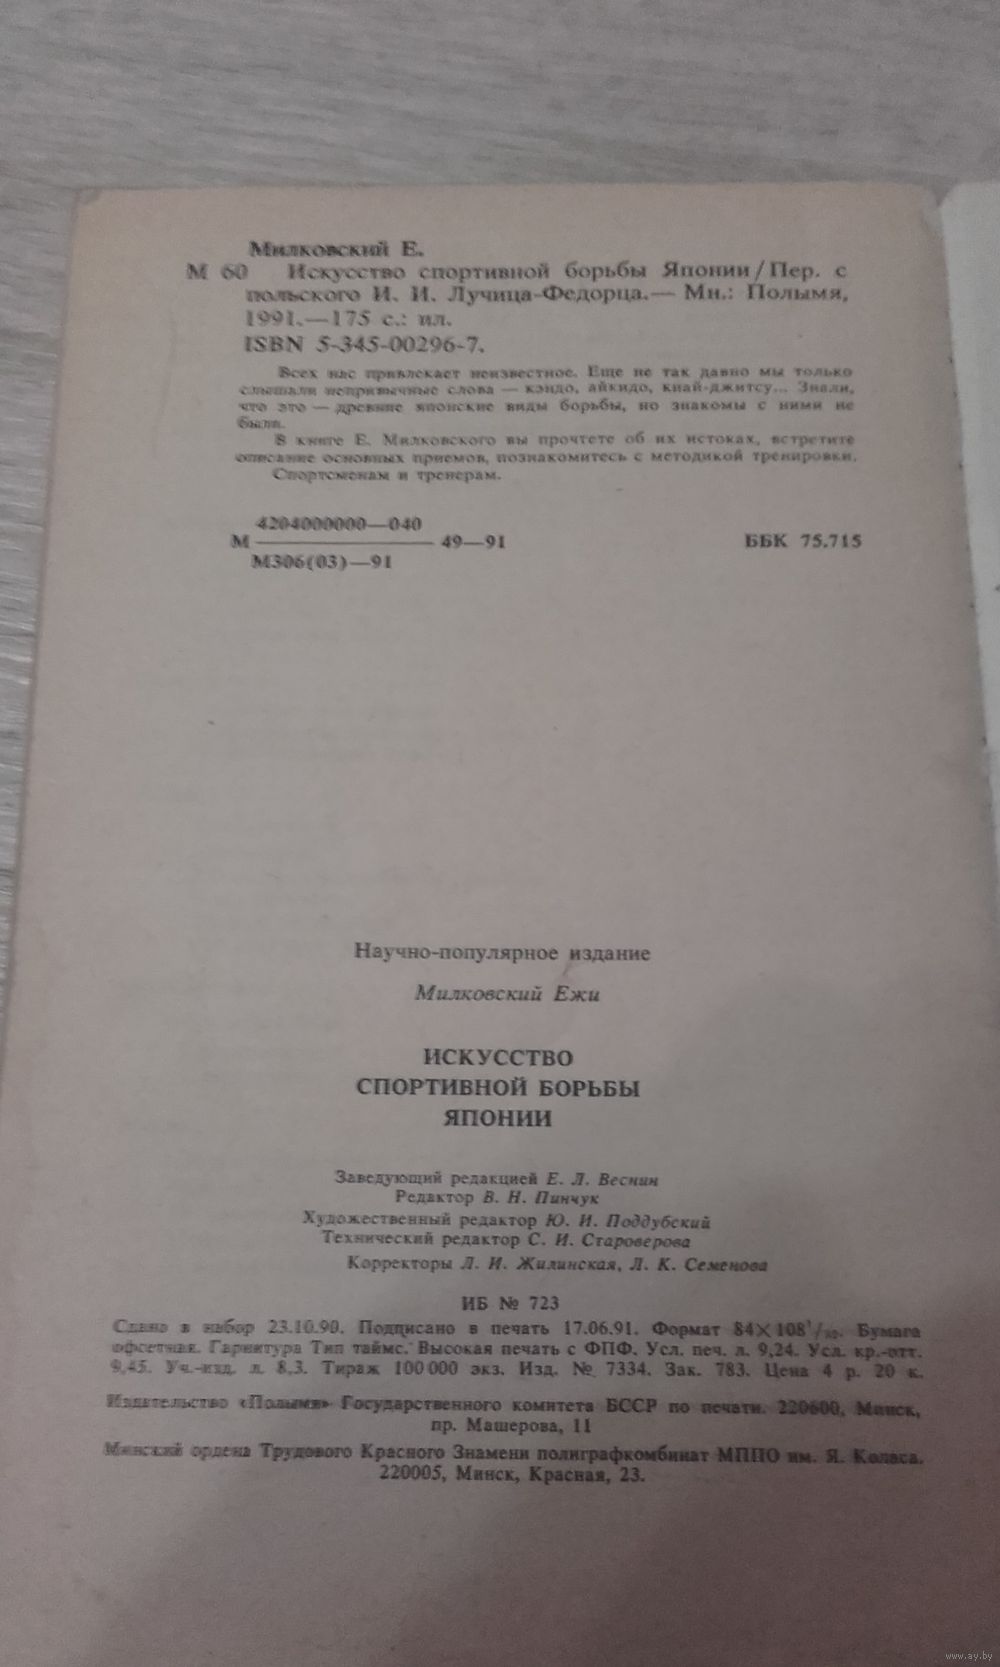 Милковский Е.
М 60 Искусство спортивной борьбы Японии/Пер. с
польского И. И. Лучица-Федорца.— Мн.: Полымя,
1991.—175 с.: ил.
ISBN 5-345-00296-7.
Всех нас привлекает неизвестное. Еще не так давно мы только
слышали непривычные слова — кэндо, айкидо, киай-джитсу... Знали,
что это — древние японские виды борьбы, но знакомы с ними не
были.
В книге Е. Милковского вы прочтете об их истоках, встретите
описание основных приемов, познакомитесь с методикой тренировки.
Спортсменам и тренерам.
4204000000—040
М 49—91 ББК 75.715
М306(03)—91
Научно-популярное издание
Милковский Ежи
ИСКУССТВО
СПОРТИВНОЙ БОРЬБЫ
ЯПОНИИ
Заведующий редакцией Е. Л. Веснин
Редактор В. Н. Пинчук
Художественный редактор Ю. И. Поддубский
Технический редактор С. И. Староверова
Корректоры Л. И. Жилинская, Л. К. Семенова
ИБ № 723
Сдано в набор 23.10.90. Подписано в печать 17.06.91. Формат 84×108¹/₃₂. Бумага
офсетная. Гарнитура Тип таймс. Высокая печать с ФПФ. Усл. печ. л. 9,24. Усл. кр.-отт.
9,45. Уч.-изд. л. 8,3. Тираж 100 000 экз. Изд. № 7334. Зак. 783. Цена 4 р. 20 к.
Издательство «Полымя» Государственного комитета БССР по печати. 220600, Минск,
пр. Машерова, 11
Минский ордена Трудового Красного Знамени полиграфкомбинат МППО им. Я. Коласа.
220005, Минск, Красная, 23.
www.ay.by